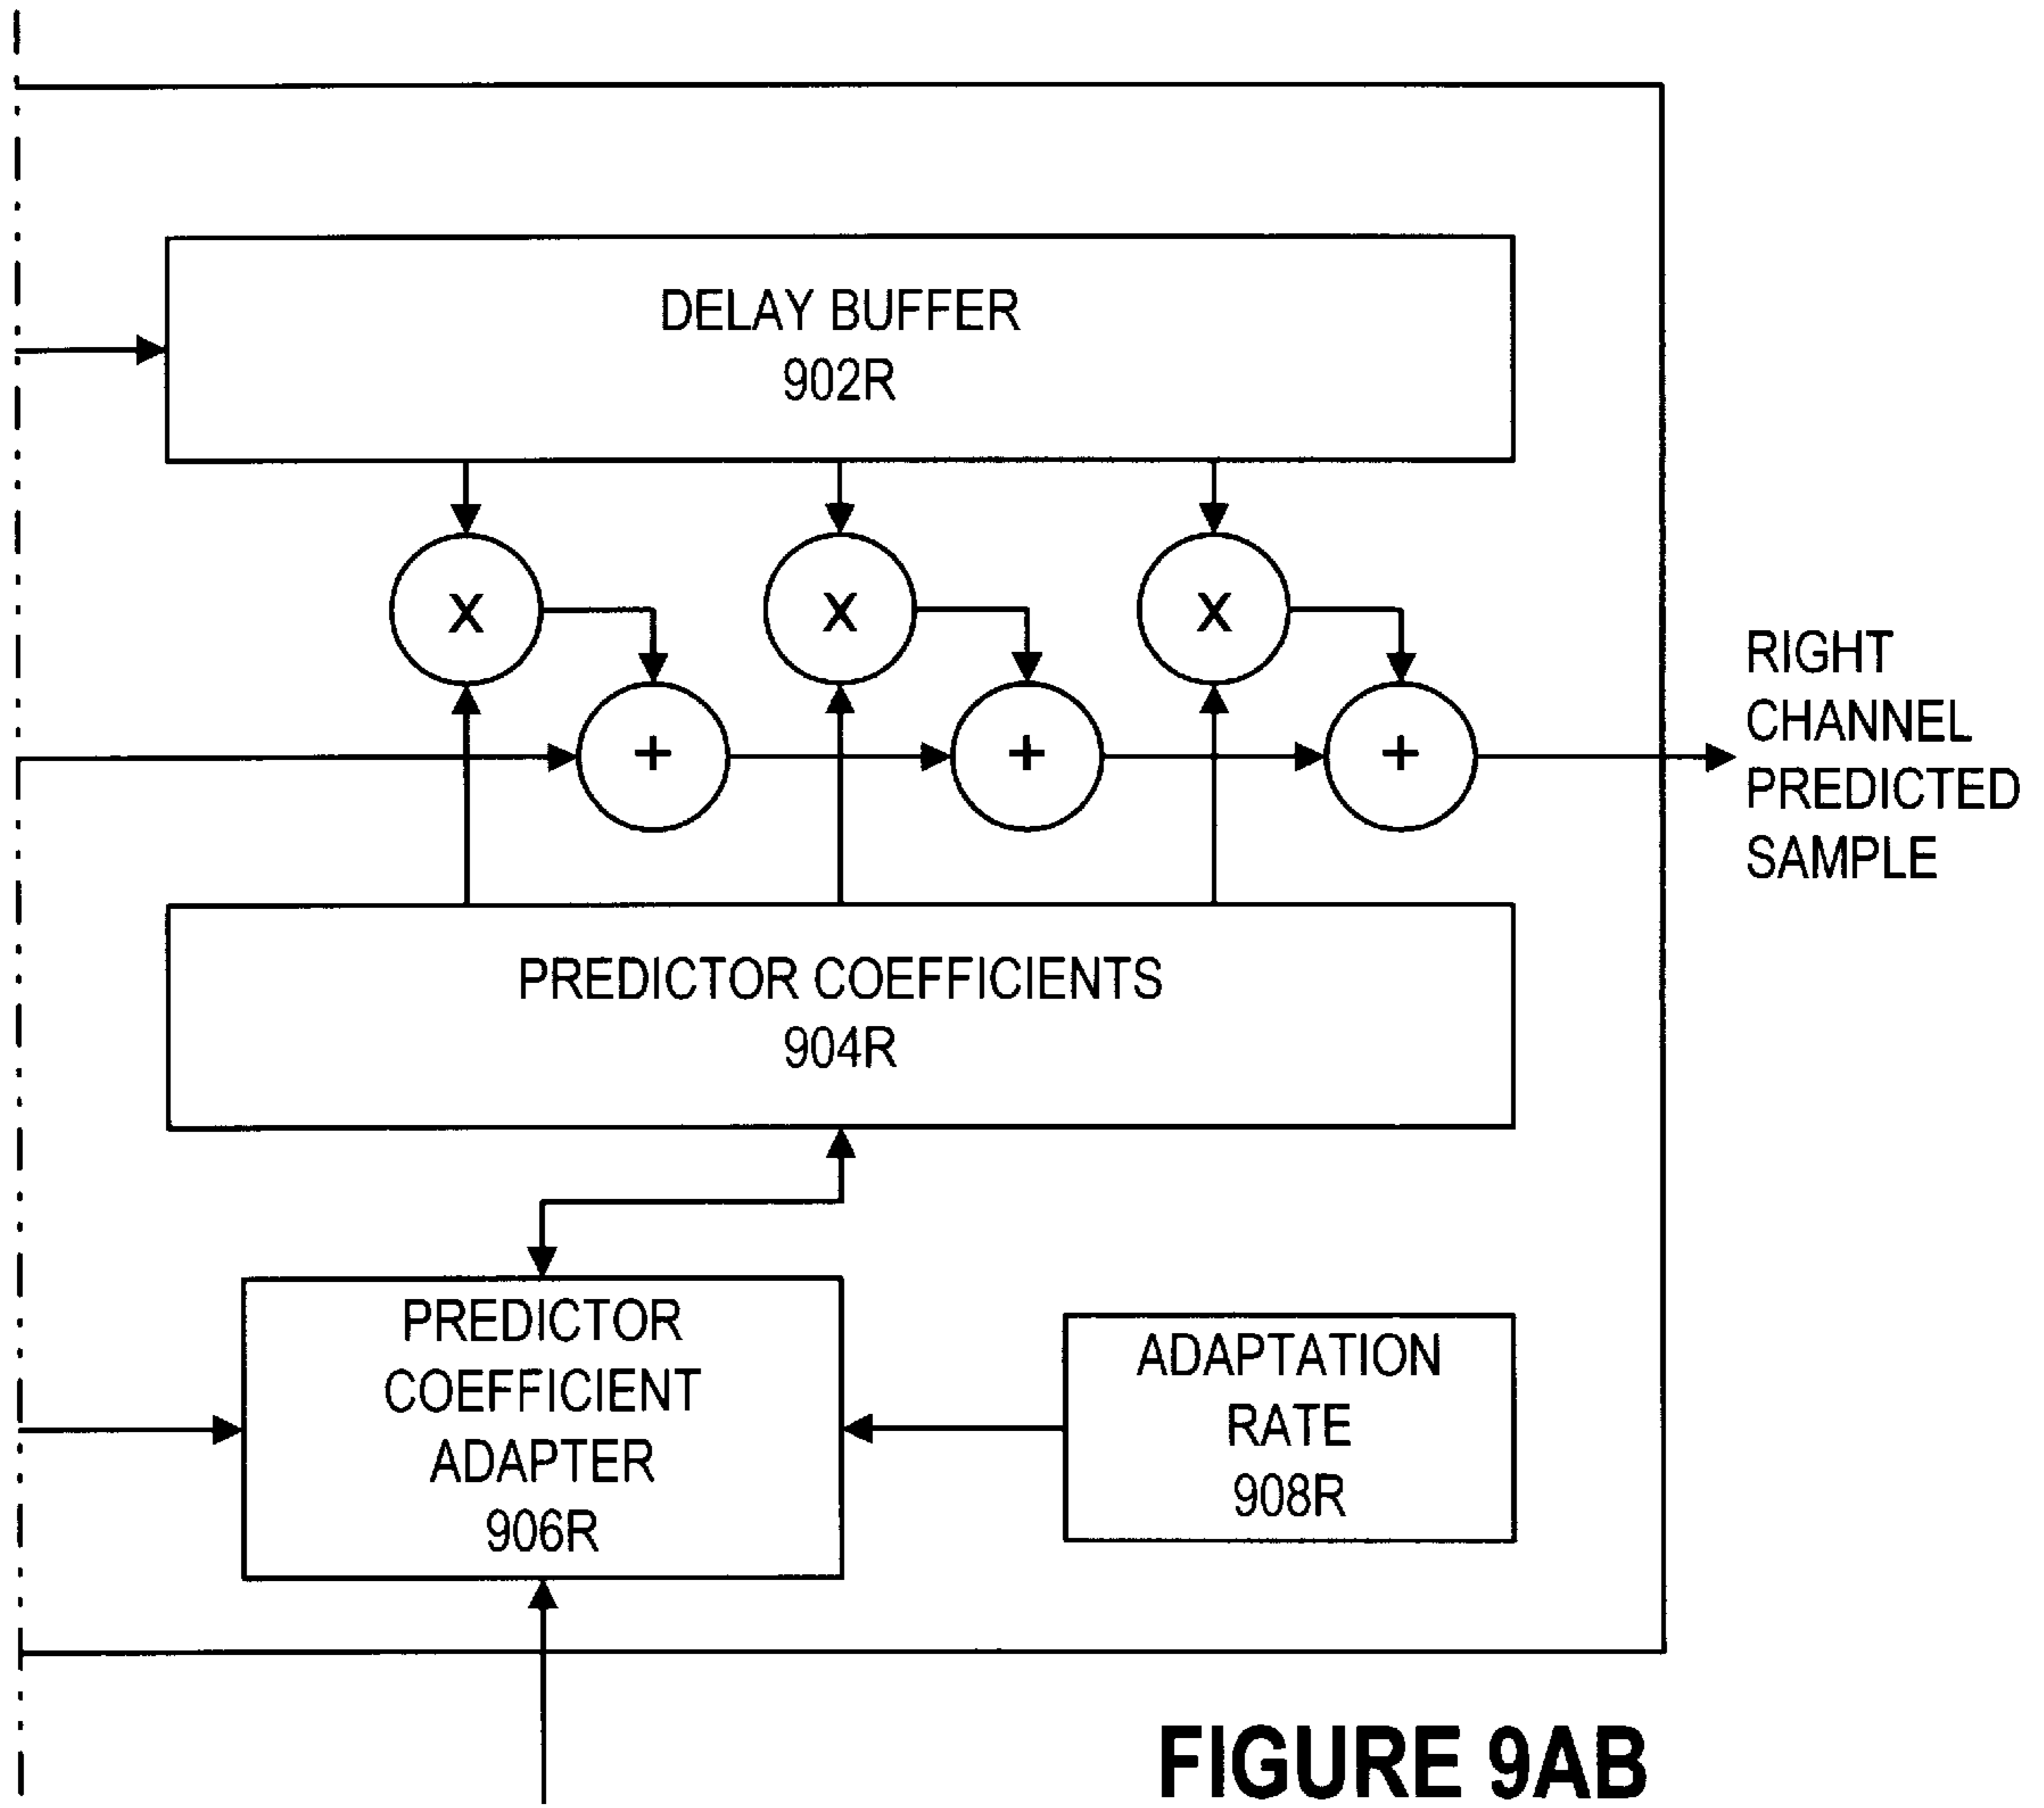 DELAY BUFFER
902R
X
X
X
+
+
+
RIGHT
CHANNEL
PREDICTED
SAMPLE
PREDICTOR COEFFICIENTS
904R
PREDICTOR
COEFFICIENT
ADAPTER
906R
ADAPTATION
RATE
908R
FIGURE 9AB